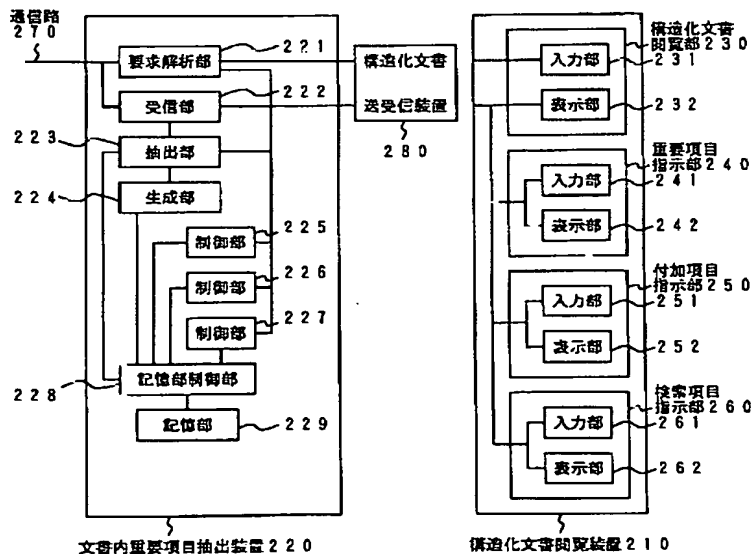 通信路
270
要求解析部
221
受信部
222
223
抽出部
224
生成部
制御部
225
制御部
226
制御部
227
記憶部制御部
228
記憶部
229
文書内重要項目抽出装置220
構造化文書
送受信装置
280
構造化文書
閲覧部230
入力部
231
表示部
232
重要項目
指示部240
入力部
241
表示部
242
付加項目
指示部250
入力部
251
表示部
252
検索項目
指示部260
入力部
261
表示部
262
構造化文書閲覧装置210